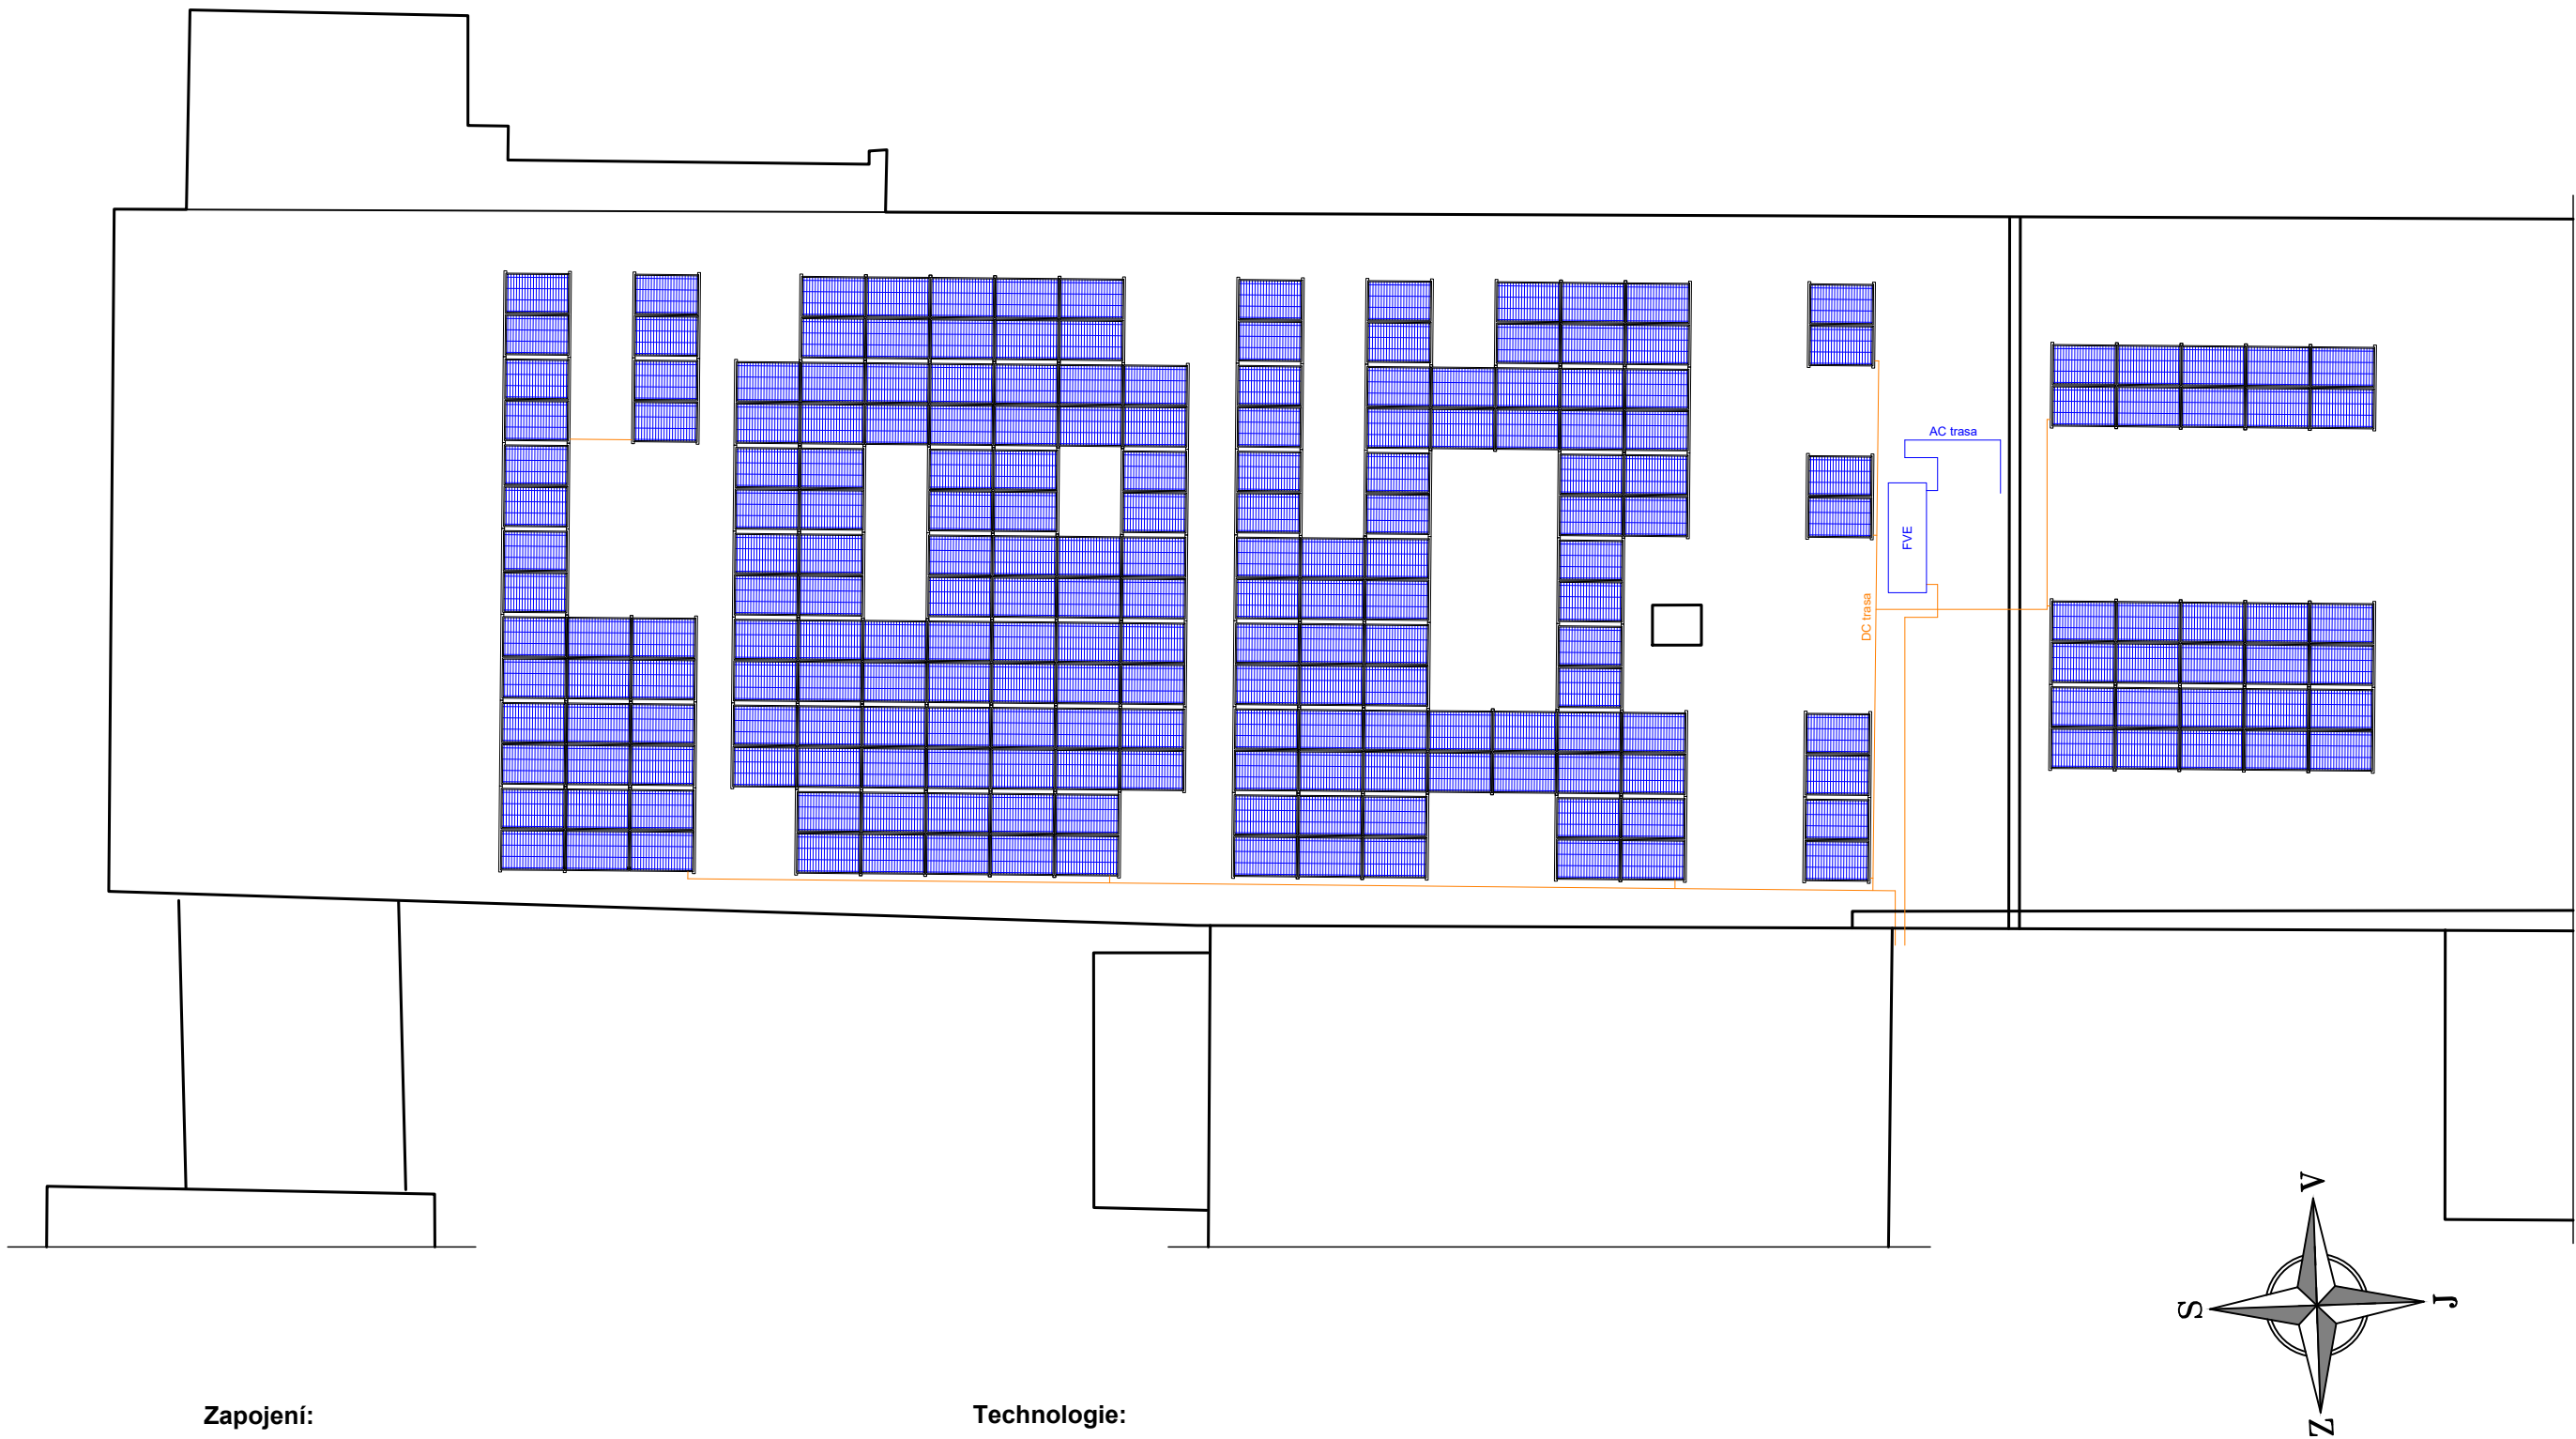 AC trasa
FVE
DC trasa
V
S
J
Z
Zapojení:
Technologie: